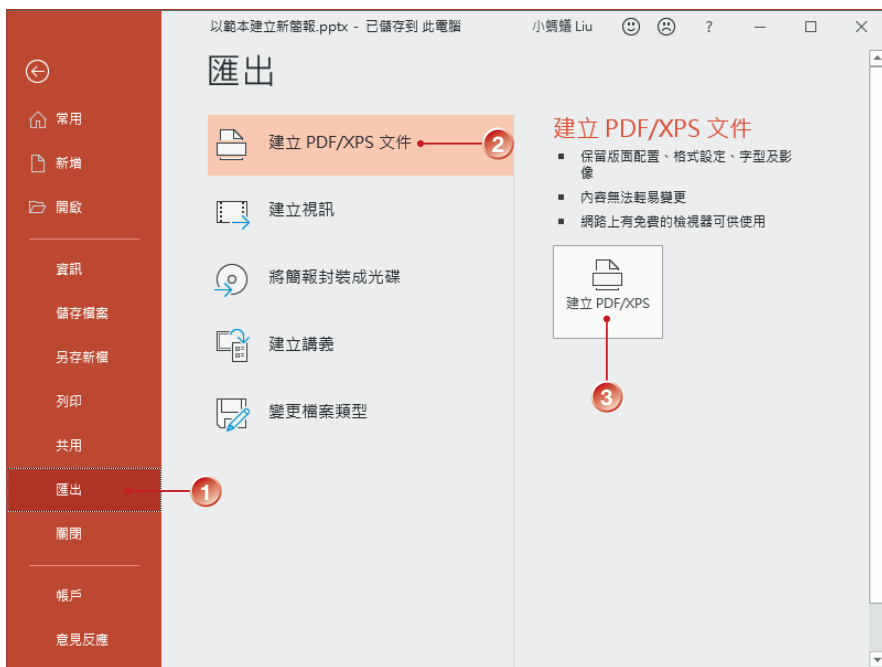 以範本建立新簡報.pptx - 已儲存到 此電腦
小螞蟻 Liu
?
匯出
常用
新增
開啟
資訊
儲存檔案
另存新檔
列印
共用
匯出
1
關閉
帳戶
意見反應
建立 PDF/XPS 文件
2
建立視訊
將簡報封裝成光碟
建立講義
變更檔案類型
建立 PDF/XPS 文件
■ 保留版面配置、格式設定、字型及影
像
■ 內容無法輕易變更
■ 網路上有免費的檢視器可供使用
建立 PDF/XPS
3